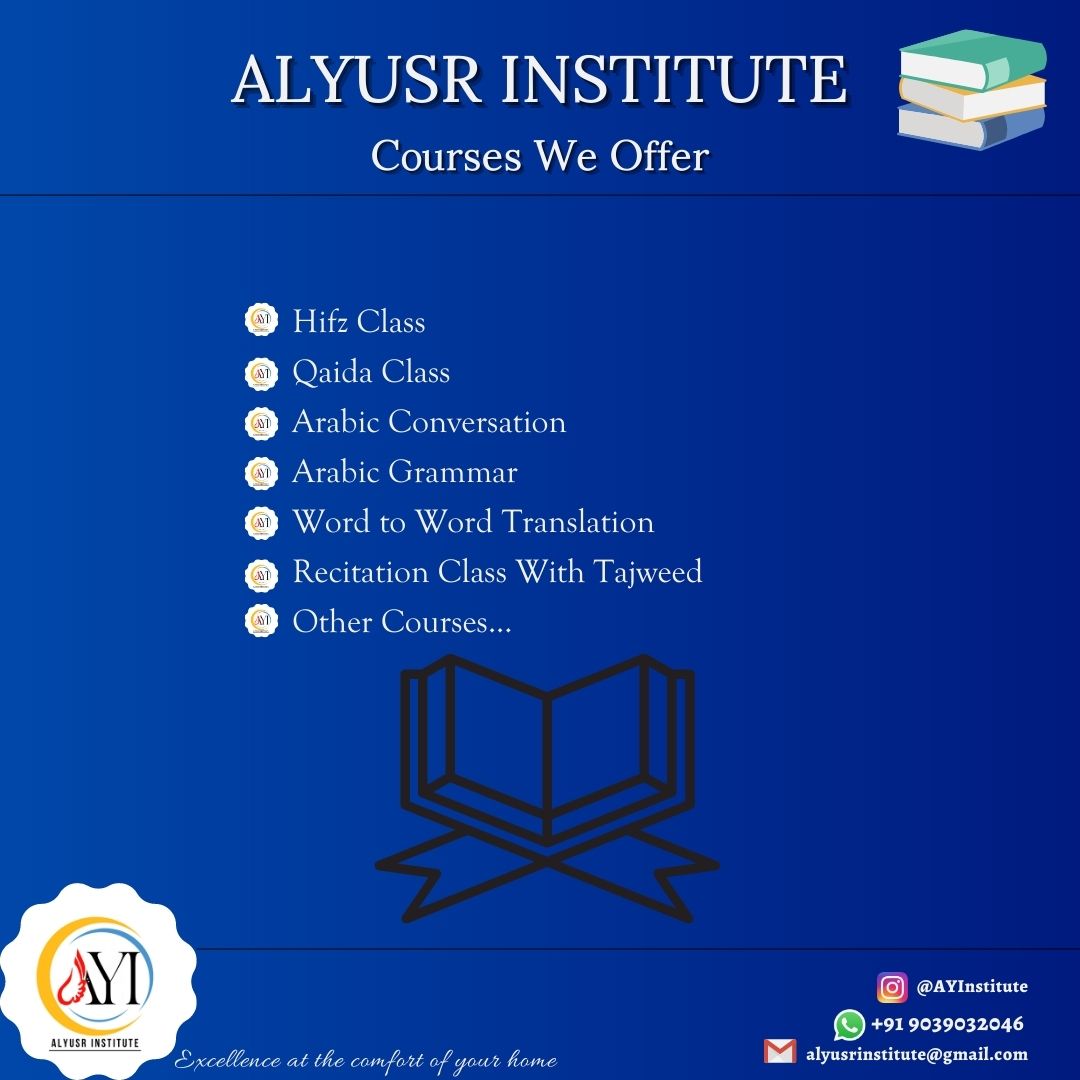 ALYUSR INSTITUTE
Courses We Offer
Hifz Class
Qaida Class
Arabic Conversation
Arabic Grammar
Word to Word Translation
Recitation Class With Tajweed
Other Courses...
AYI
ALYUSR INSTITUTE
Excellence at the comfort of your home
@AYInstitute
+91 9039032046
alyusrinstitute@gmail.com